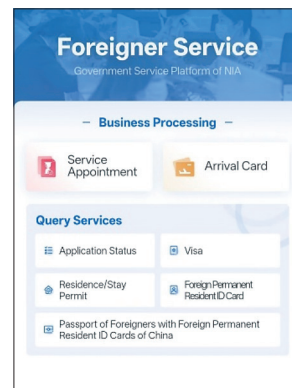 Foreigner Service
Government Service Platform of NIA
Business Processing
Service
Appointment
Arrival Card
Query Services
Application Status
Visa
Residence/Stay
Permit
Foreign Permanent
Resident ID Card
Passport of Foreigners with Foreign Permanent
Resident ID Cards of China